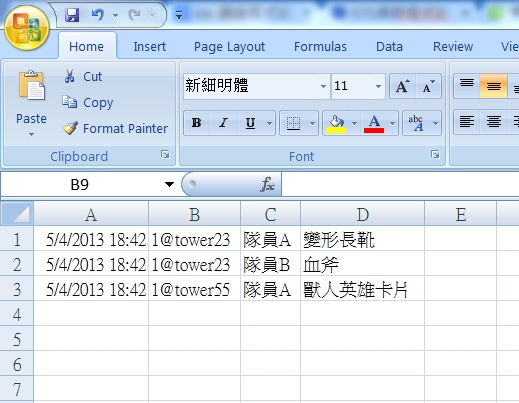 Home Insert Page Layout Formulas Data Review Vie
Cut
Copy
Format Painter
Paste
Clipboard
新細明體 11 A A
B I U A abc A
Font
B9 fx
A B C D E
1 5/4/2013 18:42 1@tower23 隊員A 變形長靴
2 5/4/2013 18:42 1@tower23 隊員B 血斧
3 5/4/2013 18:42 1@tower55 隊員A 獸人英雄卡片
4
5
6
7